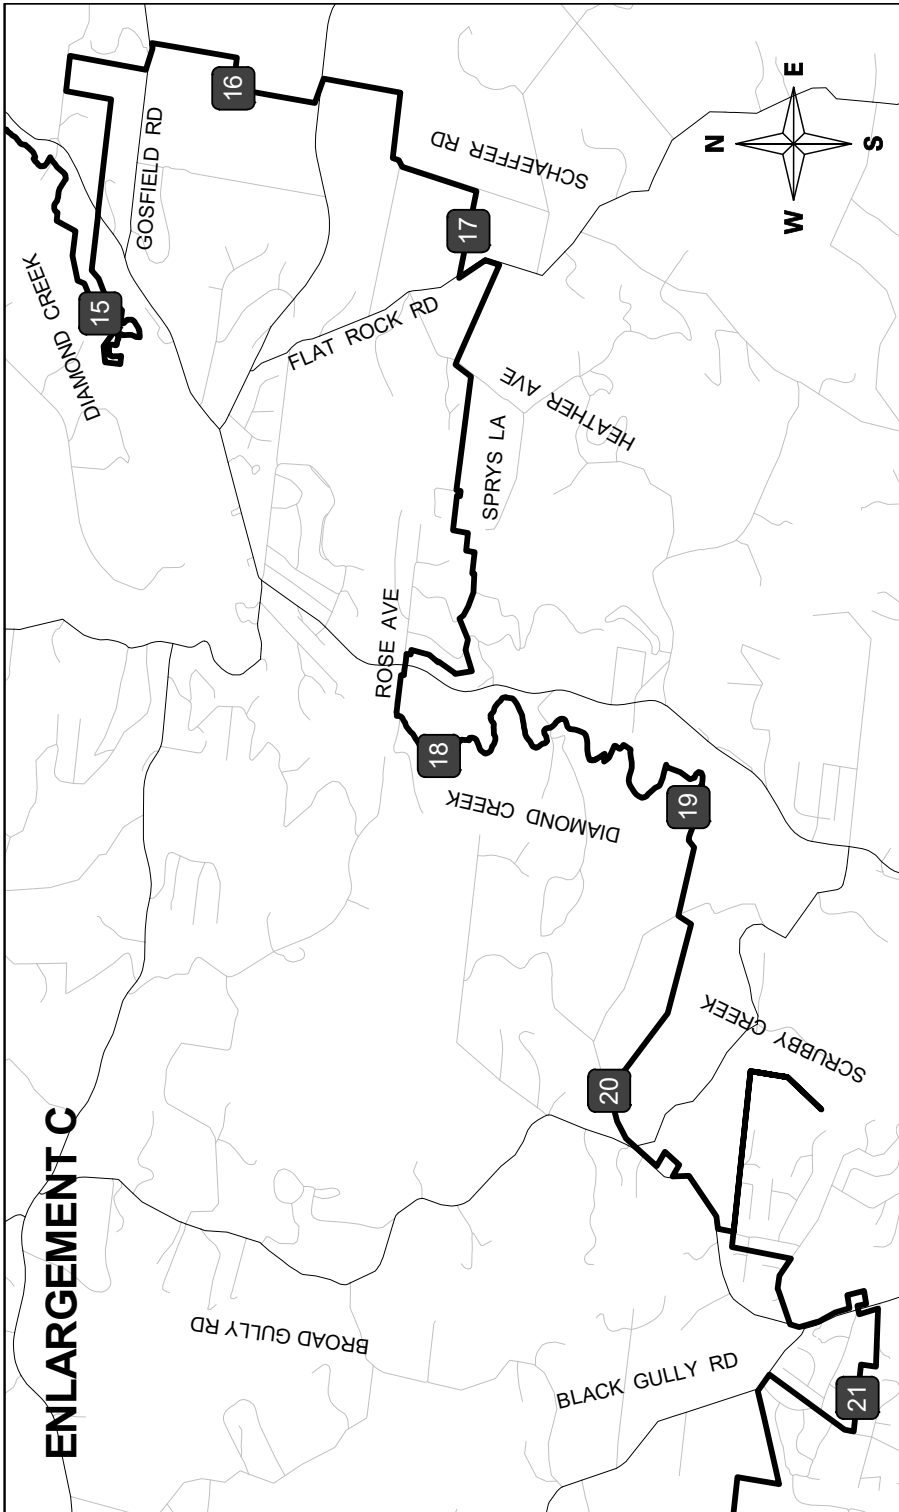 ENLARGEMENT C
DIAMOND CREEK
15
GOSFIELD RD
16
SCHAEFFER RD
17
FLAT ROCK RD
HEATHER AVE
SPRYS LA
ROSE AVE
18
DIAMOND CREEK
19
20
SCRUBBY CREEK
BROAD GULLY RD
BLACK GULLY RD
21
N
E
S
W